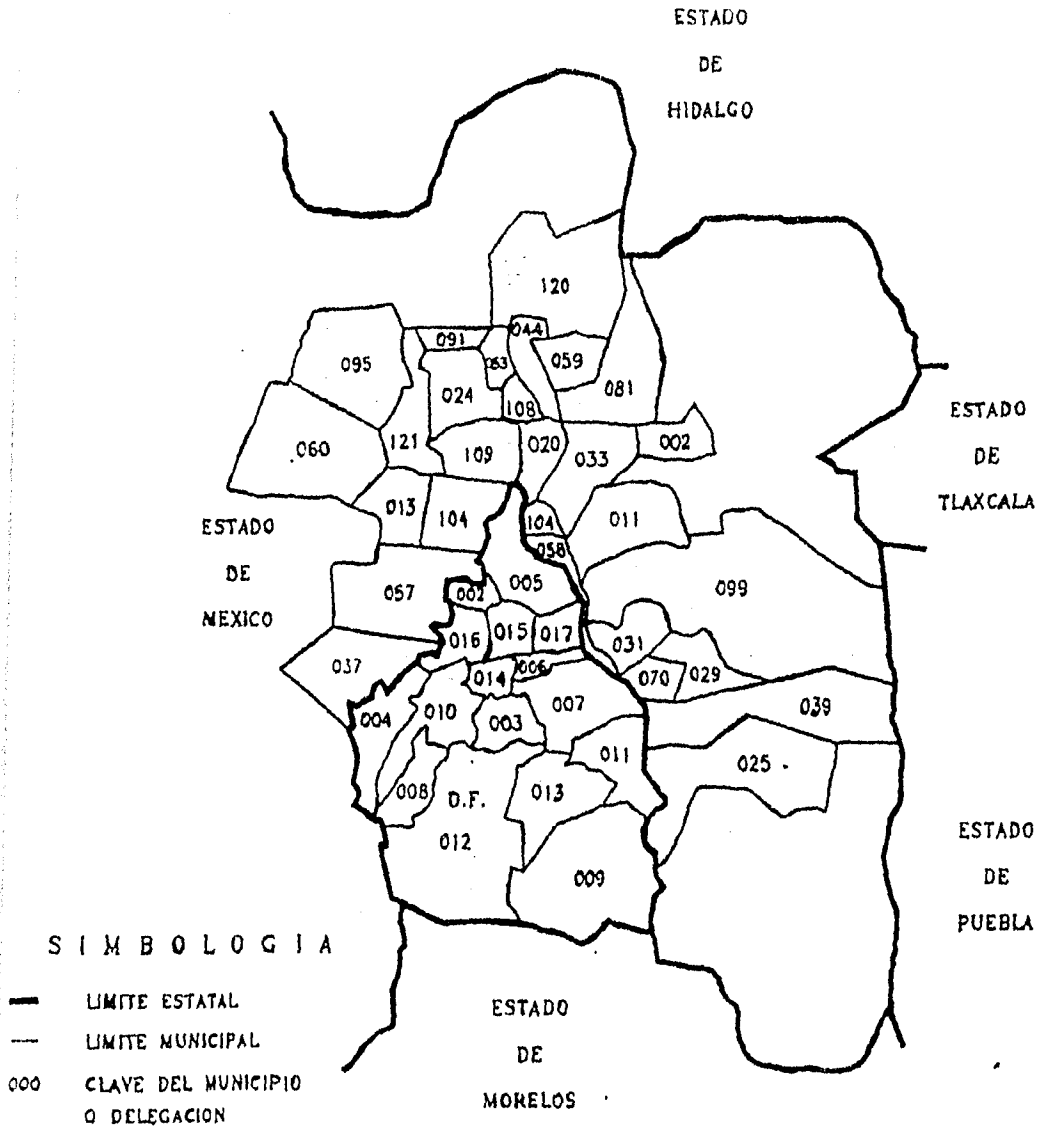 ESTADO
DE
HIDALGO
120
044
091
053
059
095
024
081
108
121
020
002
060
109
033
ESTADO
DE
TLAXCALA
013
104
104
011
ESTADO
DE
MEXICO
058
005
057
002
099
016
015
017
031
037
014
006
070
029
004
010
003
007
039
011
025
008
D.F.
013
012
009
ESTADO
DE
PUEBLA
SIMBOLOGIA
LIMITE ESTATAL
LIMITE MUNICIPAL
000 CLAVE DEL MUNICIPIO
O DELEGACION
ESTADO
DE
MORELOS